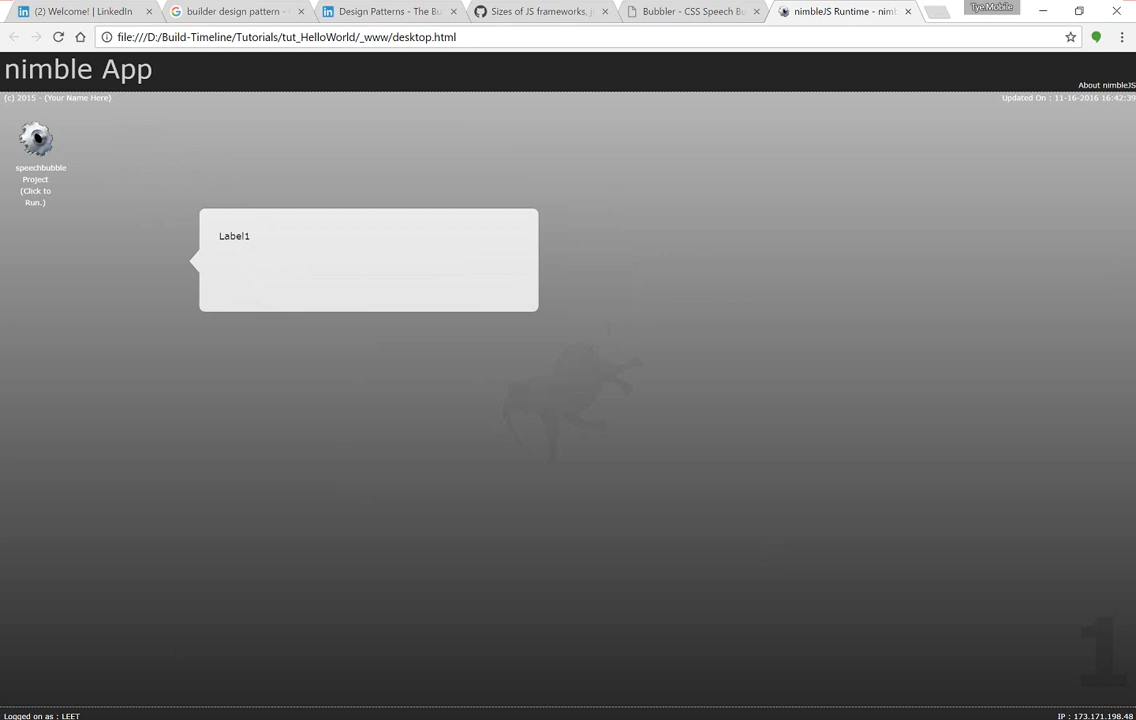 (2) Welcome! | LinkedIn
builder design pattern -
Design Patterns - The Bu
Sizes of JS frameworks, j
Bubbler - CSS Speech Bu
nimbleJS Runtime - nimb
Tye.Mobile
file:///D:/Build-Timeline/Tutorials/tut_HelloWorld/_www/desktop.html
nimble App
About nimbleJS
(c) 2015 - (Your Name Here)
Updated On : 11-16-2016 16:42:39
speechbubble
Project
(Click to
Run.)
Label1
1
Logged on as : LEET
IP : 173.171.198.48